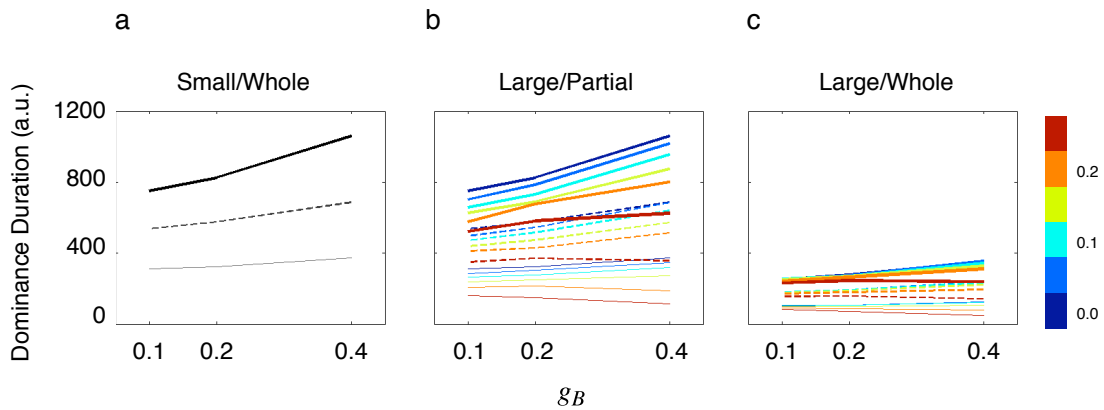 a b c
Small/Whole Large/Partial Large/Whole
Dominance Duration (a.u.)
1200
800
400
0
0.1 0.2 0.4 0.1 0.2 0.4 0.1 0.2 0.4
g_B
0.2
0.1
0.0